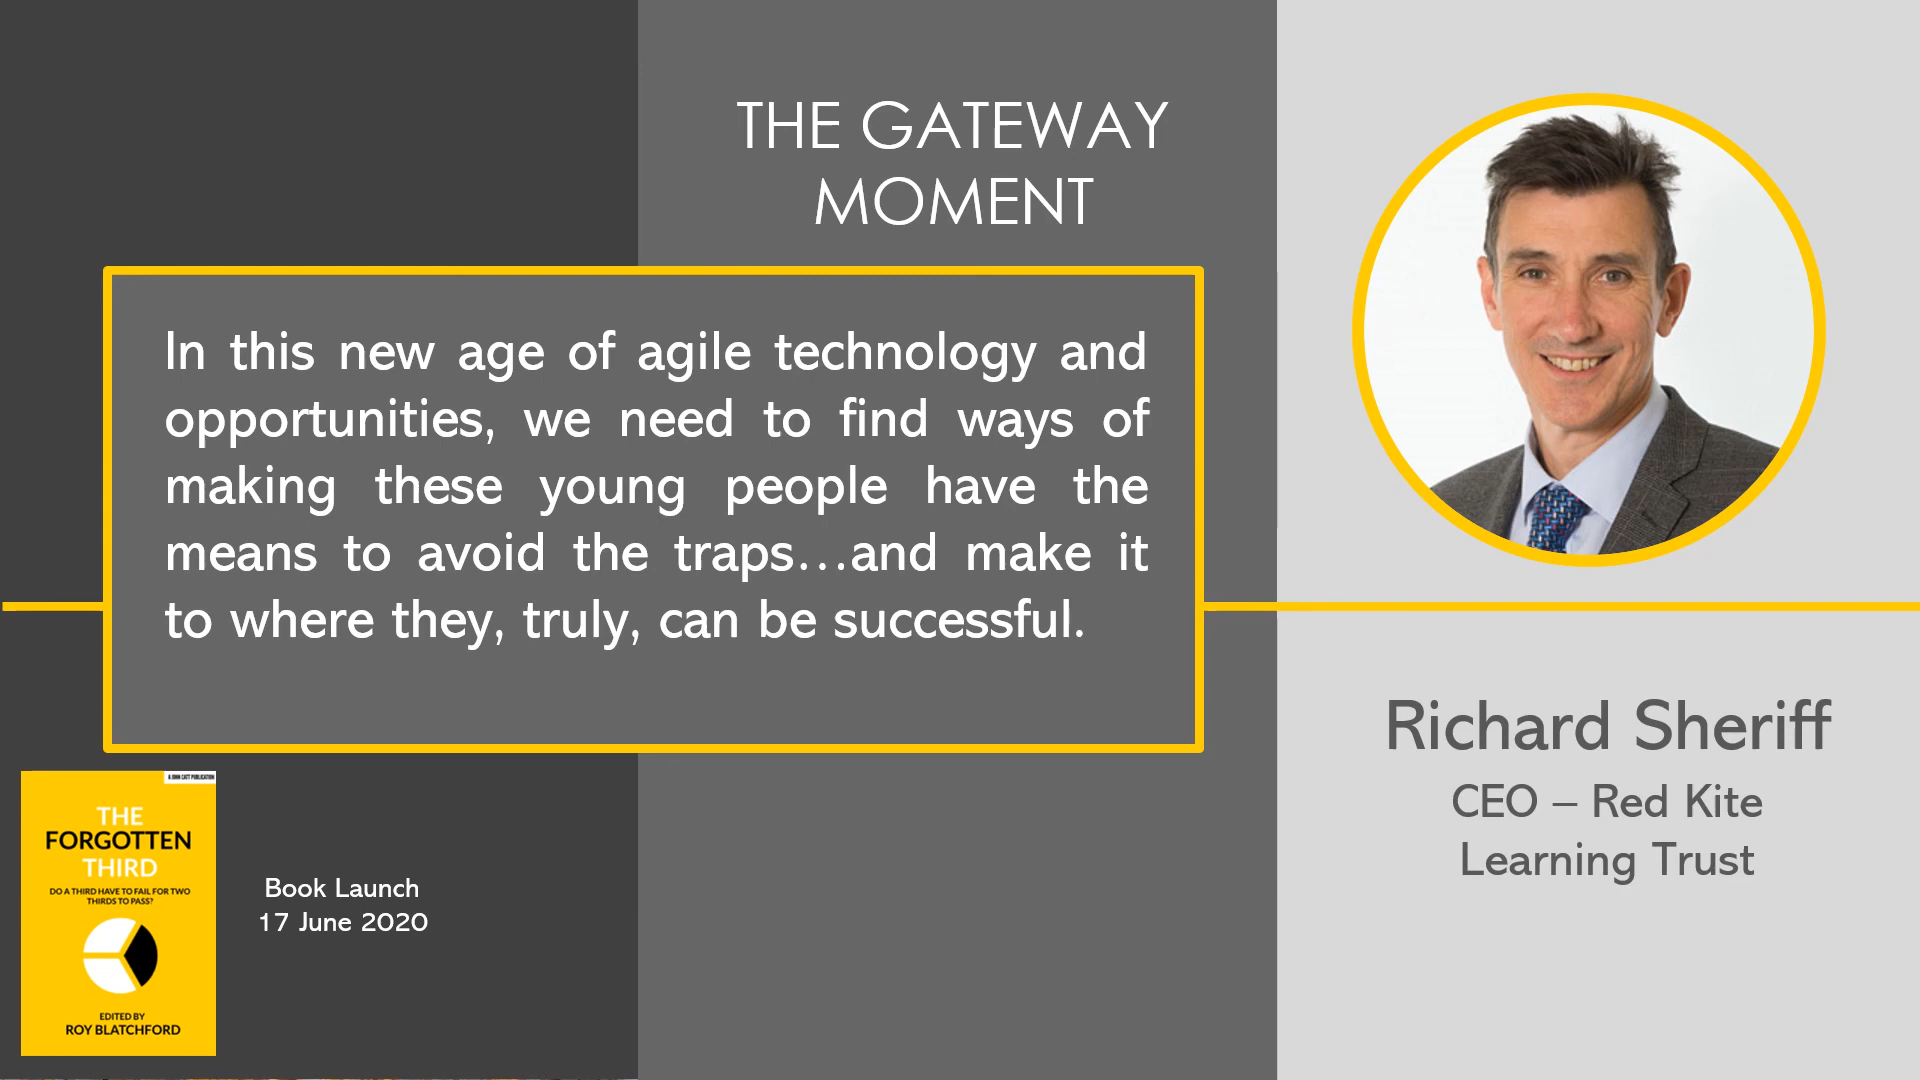 THE GATEWAY
MOMENT
In this new age of agile technology and
opportunities, we need to find ways of
making these young people have the
means to avoid the traps…and make it
to where they, truly, can be successful.
Richard Sheriff
CEO – Red Kite
Learning Trust
A JOHN CATT PUBLICATION
THE
FORGOTTEN
THIRD
DO A THIRD HAVE TO FAIL FOR TWO
THIRDS TO PASS?
EDITED BY
ROY BLATCHFORD
Book Launch
17 June 2020